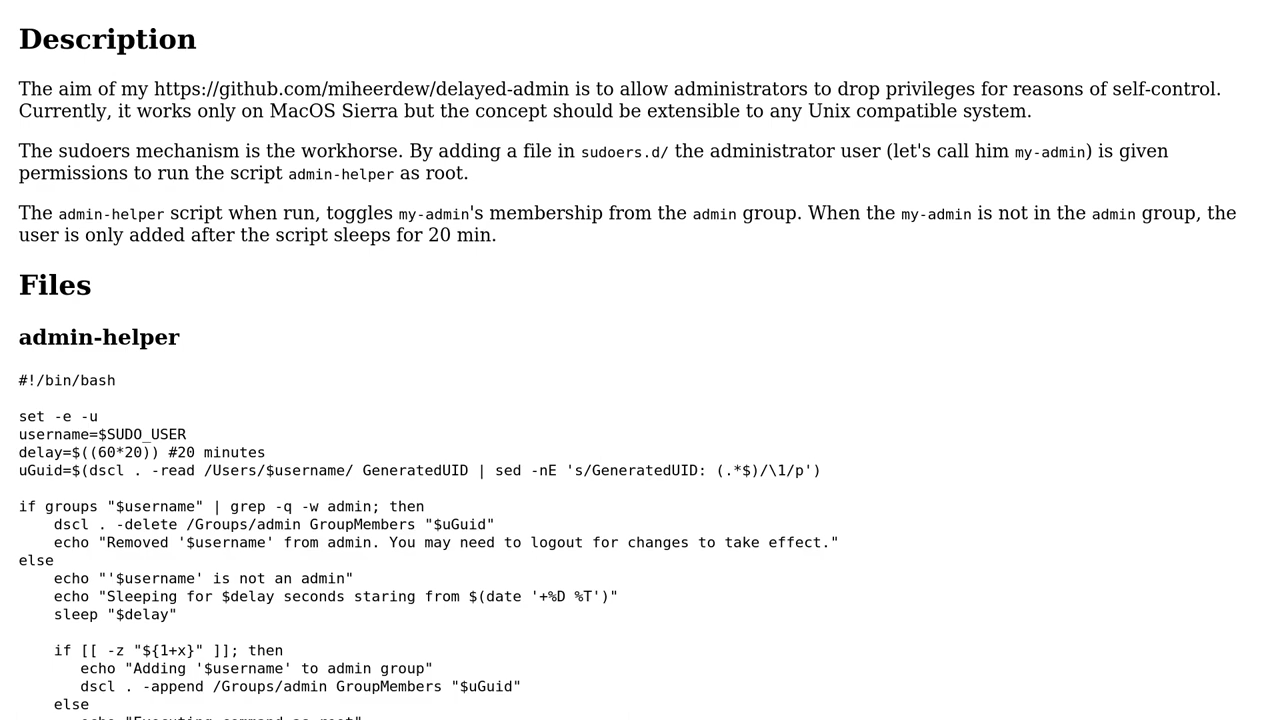 Description
The aim of my https://github.com/miheerdew/delayed-admin is to allow administrators to drop privileges for reasons of self-control.
Currently, it works only on MacOS Sierra but the concept should be extensible to any Unix compatible system.
The sudoers mechanism is the workhorse. By adding a file in sudoers.d/ the administrator user (let's call him my-admin) is given
permissions to run the script admin-helper as root.
The admin-helper script when run, toggles my-admin's membership from the admin group. When the my-admin is not in the admin group, the
user is only added after the script sleeps for 20 min.
Files
admin-helper
#!/bin/bash
set -e -u
username=$SUDO_USER
delay=$((60*20)) #20 minutes
uGuid=$(dscl . -read /Users/$username/ GeneratedUID | sed -nE 's/GeneratedUID: (.*$)/\1/p')
if groups "$username" | grep -q -w admin; then
    dscl . -delete /Groups/admin GroupMembers "$uGuid"
    echo "Removed '$username' from admin. You may need to logout for changes to take effect."
else
    echo "'$username' is not an admin"
    echo "Sleeping for $delay seconds staring from $(date '+%D %T')"
    sleep "$delay"
    if [[ -z "${1+x}" ]]; then
       echo "Adding '$username' to admin group"
       dscl . -append /Groups/admin GroupMembers "$uGuid"
    else
       echo "Executing command as root"